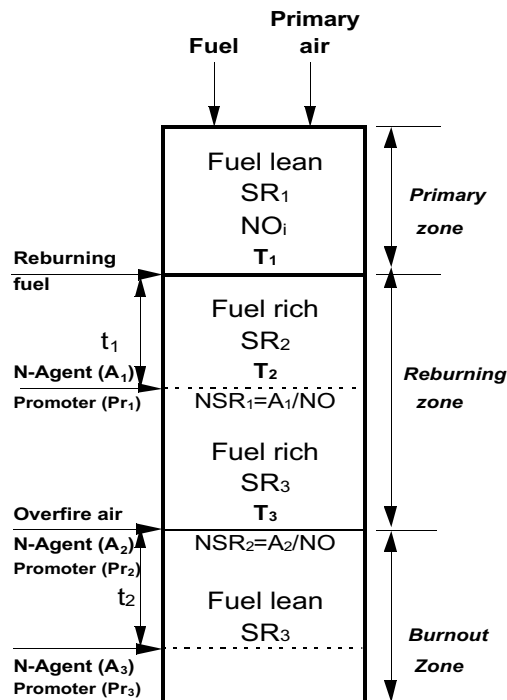 Fuel
Primary
air
Fuel lean
SR1
NOi
T1
Primary
zone
Reburning
fuel
t1
Fuel rich
SR2
T2
N-Agent (A1)
Promoter (Pr1)
NSR1=A1/NO
Reburning
zone
Fuel rich
SR3
T3
Overfire air
N-Agent (A2)
Promoter (Pr2)
NSR2=A2/NO
t2
Fuel lean
SR3
Burnout
Zone
N-Agent (A3)
Promoter (Pr3)